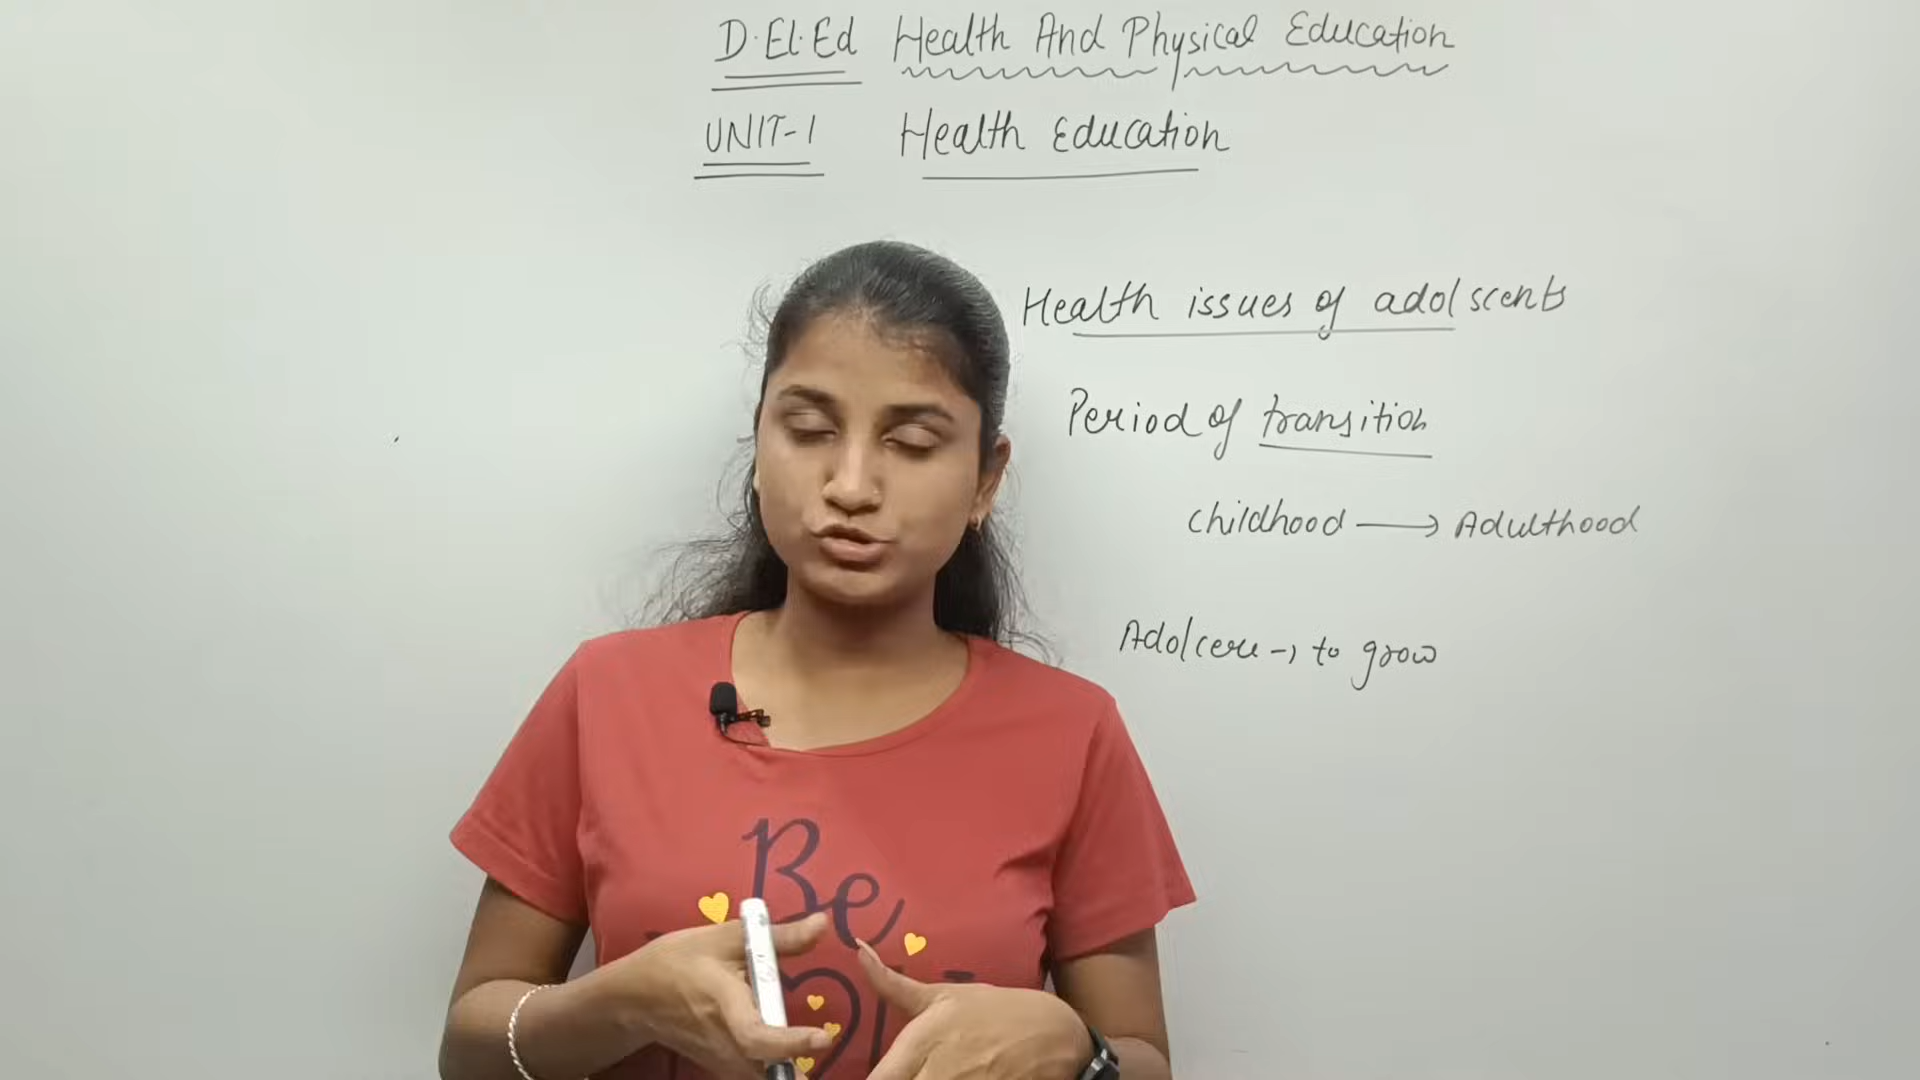 D.El.Ed Health And Physical Education
UNIT-1 Health Education
Health issues of adolscents
Period of transition
Childhood → Adulthood
→ to grow
Be